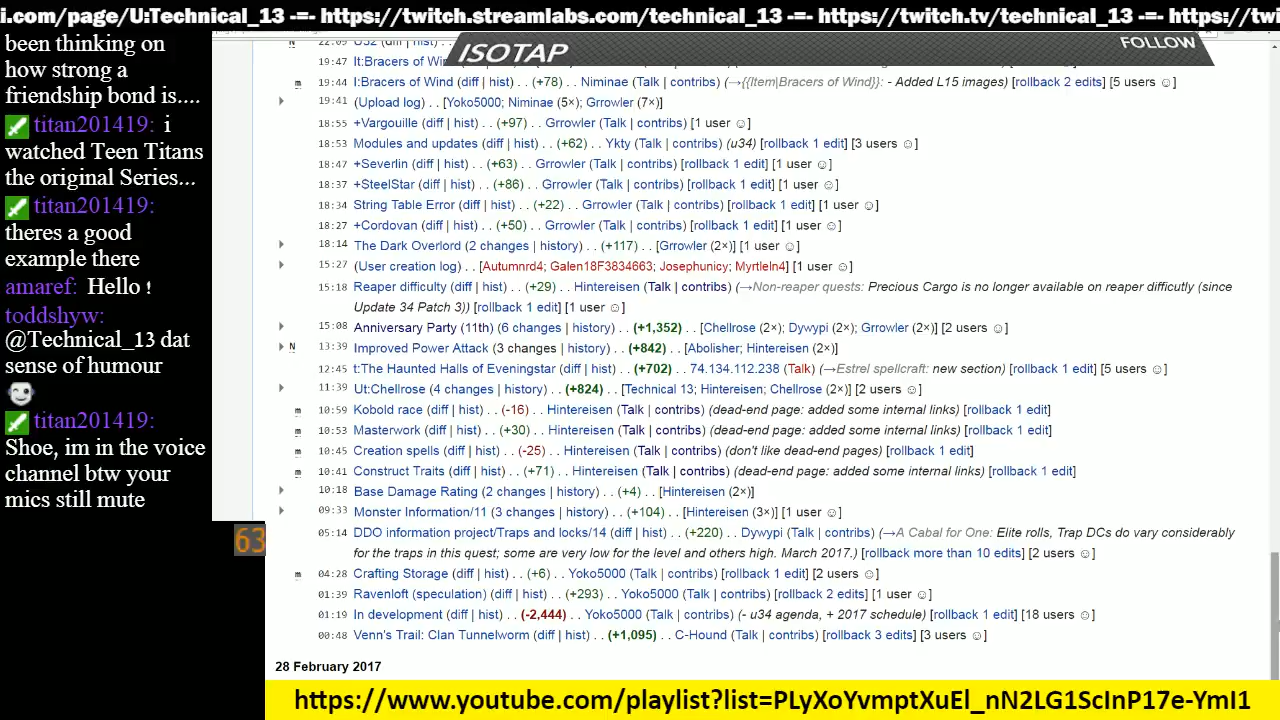 i.com/page/U:Technical_13 -=- https://twitch.streamlabs.com/technical_13 -=- https://twitch.tv/technical_13 -=- https://twi
been thinking on
how strong a
friendship bond is....
titan201419: i
watched Teen Titans
the original Series...
titan201419:
theres a good
example there
amaref: Hello !
toddshyw:
@Technical_13 dat
sense of humour
titan201419:
Shoe, im in the voice
channel btw your
mics still mute
63
ISOTAP
FOLLOW
19:47 It:Bracers of Win
m 19:44 I:Bracers of Wind (diff | hist) . . (+78) . . Niminae (Talk | contribs) (→{{Item|Bracers of Wind}}: - Added L15 images) [rollback 2 edits] [5 users ☺]
19:41 (Upload log) . . [Yoko5000; Niminae (5×); Grrowler (7×)]
18:55 +Vargouille (diff | hist) . . (+97) . . Grrowler (Talk | contribs) [1 user ☺]
18:53 Modules and updates (diff | hist) . . (+62) . . Ykty (Talk | contribs) (u34) [rollback 1 edit] [3 users ☺]
18:47 +Severlin (diff | hist) . . (+63) . . Grrowler (Talk | contribs) [rollback 1 edit] [1 user ☺]
18:37 +SteelStar (diff | hist) . . (+86) . . Grrowler (Talk | contribs) [rollback 1 edit] [1 user ☺]
18:34 String Table Error (diff | hist) . . (+22) . . Grrowler (Talk | contribs) [rollback 1 edit] [1 user ☺]
18:27 +Cordovan (diff | hist) . . (+50) . . Grrowler (Talk | contribs) [rollback 1 edit] [1 user ☺]
18:14 The Dark Overlord (2 changes | history) . . (+117) . . [Grrowler (2×)] [1 user ☺]
15:27 (User creation log) . . [Autumnrd4; Galen18F3834663; Josephunicy; Myrtleln4] [1 user ☺]
15:18 Reaper difficulty (diff | hist) . . (+29) . . Hintereisen (Talk | contribs) (→Non-reaper quests: Precious Cargo is no longer available on reaper difficutly (since
Update 34 Patch 3)) [rollback 1 edit] [1 user ☺]
15:08 Anniversary Party (11th) (6 changes | history) . . (+1,352) . . [Chellrose (2×); Dywypi (2×); Grrowler (2×)] [2 users ☺]
N 13:39 Improved Power Attack (3 changes | history) . . (+842) . . [Abolisher; Hintereisen (2×)]
12:45 t:The Haunted Halls of Eveningstar (diff | hist) . . (+702) . . 74.134.112.238 (Talk) (→Estrel spellcraft: new section) [rollback 1 edit] [5 users ☺]
11:39 Ut:Chellrose (4 changes | history) . . (+824) . . [Technical 13; Hintereisen; Chellrose (2×)] [2 users ☺]
m 10:59 Kobold race (diff | hist) . . (-16) . . Hintereisen (Talk | contribs) (dead-end page: added some internal links) [rollback 1 edit]
m 10:53 Masterwork (diff | hist) . . (+30) . . Hintereisen (Talk | contribs) (dead-end page: added some internal links) [rollback 1 edit]
m 10:45 Creation spells (diff | hist) . . (-25) . . Hintereisen (Talk | contribs) (don't like dead-end pages) [rollback 1 edit]
m 10:41 Construct Traits (diff | hist) . . (+71) . . Hintereisen (Talk | contribs) (dead-end page: added some internal links) [rollback 1 edit]
10:18 Base Damage Rating (2 changes | history) . . (+4) . . [Hintereisen (2×)]
09:33 Monster Information/11 (3 changes | history) . . (+104) . . [Hintereisen (3×)] [1 user ☺]
05:14 DDO information project/Traps and locks/14 (diff | hist) . . (+220) . . Dywypi (Talk | contribs) (→A Cabal for One: Elite rolls, Trap DCs do vary considerably
for the traps in this quest; some are very low for the level and others high. March 2017.) [rollback more than 10 edits] [2 users ☺]
m 04:28 Crafting Storage (diff | hist) . . (+6) . . Yoko5000 (Talk | contribs) [rollback 1 edit] [2 users ☺]
01:39 Ravenloft (speculation) (diff | hist) . . (+293) . . Yoko5000 (Talk | contribs) [rollback 2 edits] [1 user ☺]
01:19 In development (diff | hist) . . (-2,444) . . Yoko5000 (Talk | contribs) (- u34 agenda, + 2017 schedule) [rollback 1 edit] [18 users ☺]
00:48 Venn's Trail: Clan Tunnelworm (diff | hist) . . (+1,095) . . C-Hound (Talk | contribs) [rollback 3 edits] [3 users ☺]
28 February 2017
https://www.youtube.com/playlist?list=PLyXoYvmptXuEl_nN2LG1ScInP17e-YmI1